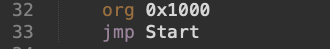 32 org 0x1000
33 jmp Start